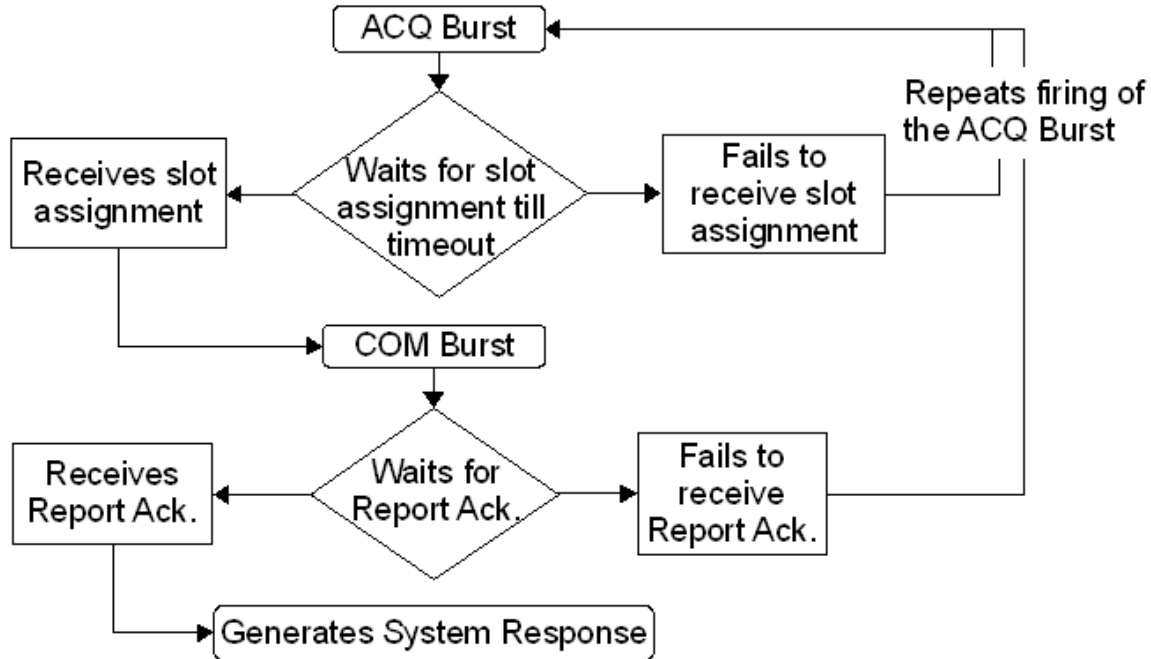 ACQ Burst
Repeats firing of
the ACQ Burst
Receives slot
assignment
Waits for slot
assignment till
timeout
Fails to
receive slot
assignment
COM Burst
Receives
Report Ack.
Waits for
Report Ack.
Fails to
receive
Report Ack.
Generates System Response